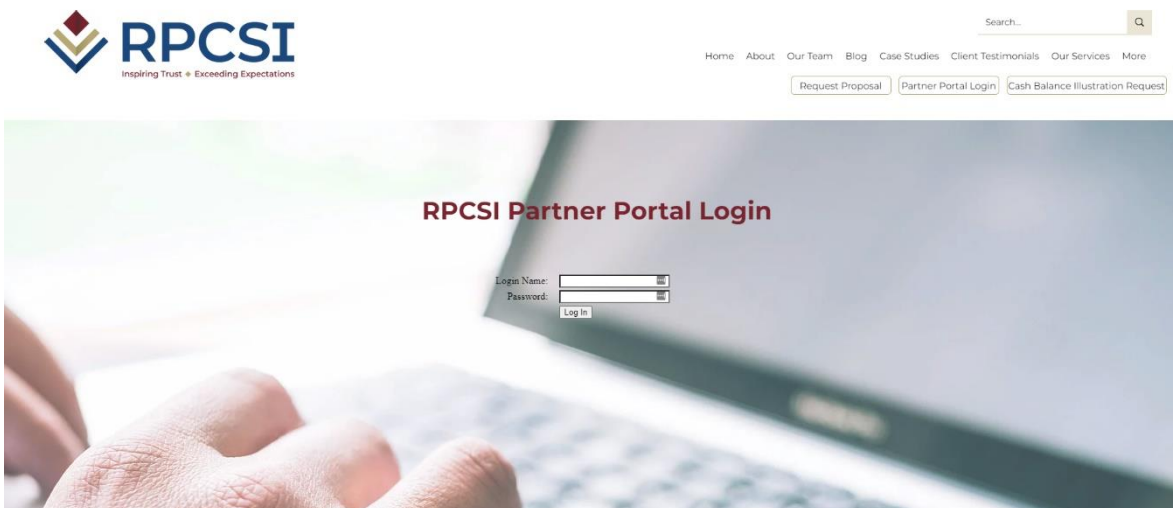 RPCSI
Inspiring Trust ♦ Exceeding Expectations
Search...
Home About Our Team Blog Case Studies Client Testimonials Our Services More
Request Proposal Partner Portal Login Cash Balance Illustration Request
RPCSI Partner Portal Login
Login Name:
Password:
Log In